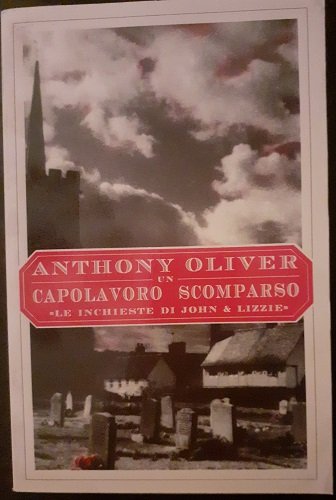 ANTHONY OLIVER
UN
CAPOLAVORO SCOMPARSO
«LE INCHIESTE DI JOHN & LIZZIE»